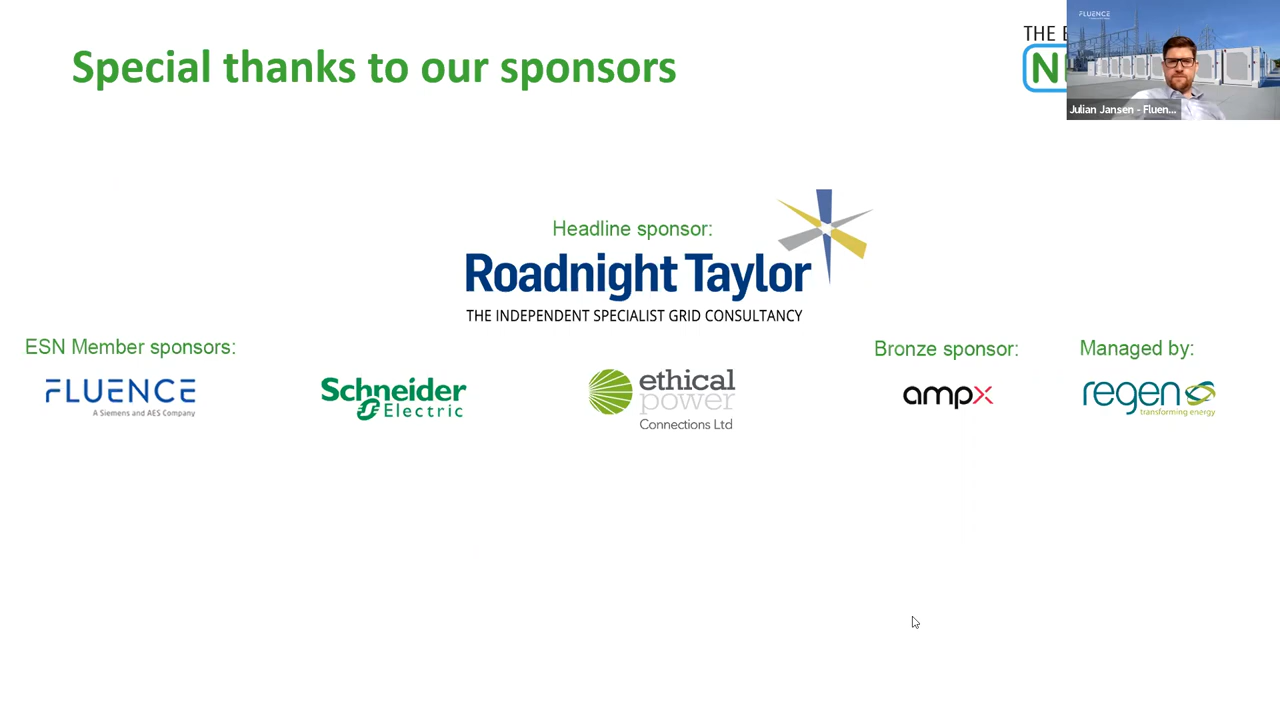 Special thanks to our sponsors
THE
FLUENCE
Julian Jansen - Fluen...
Headline sponsor:
Roadnight Taylor
THE INDEPENDENT SPECIALIST GRID CONSULTANCY
ESN Member sponsors:
Bronze sponsor:
Managed by:
FLUENCE
A Siemens and AES Company
Schneider
Electric
ethical
power
Connections Ltd
ampx
regen
transforming energy